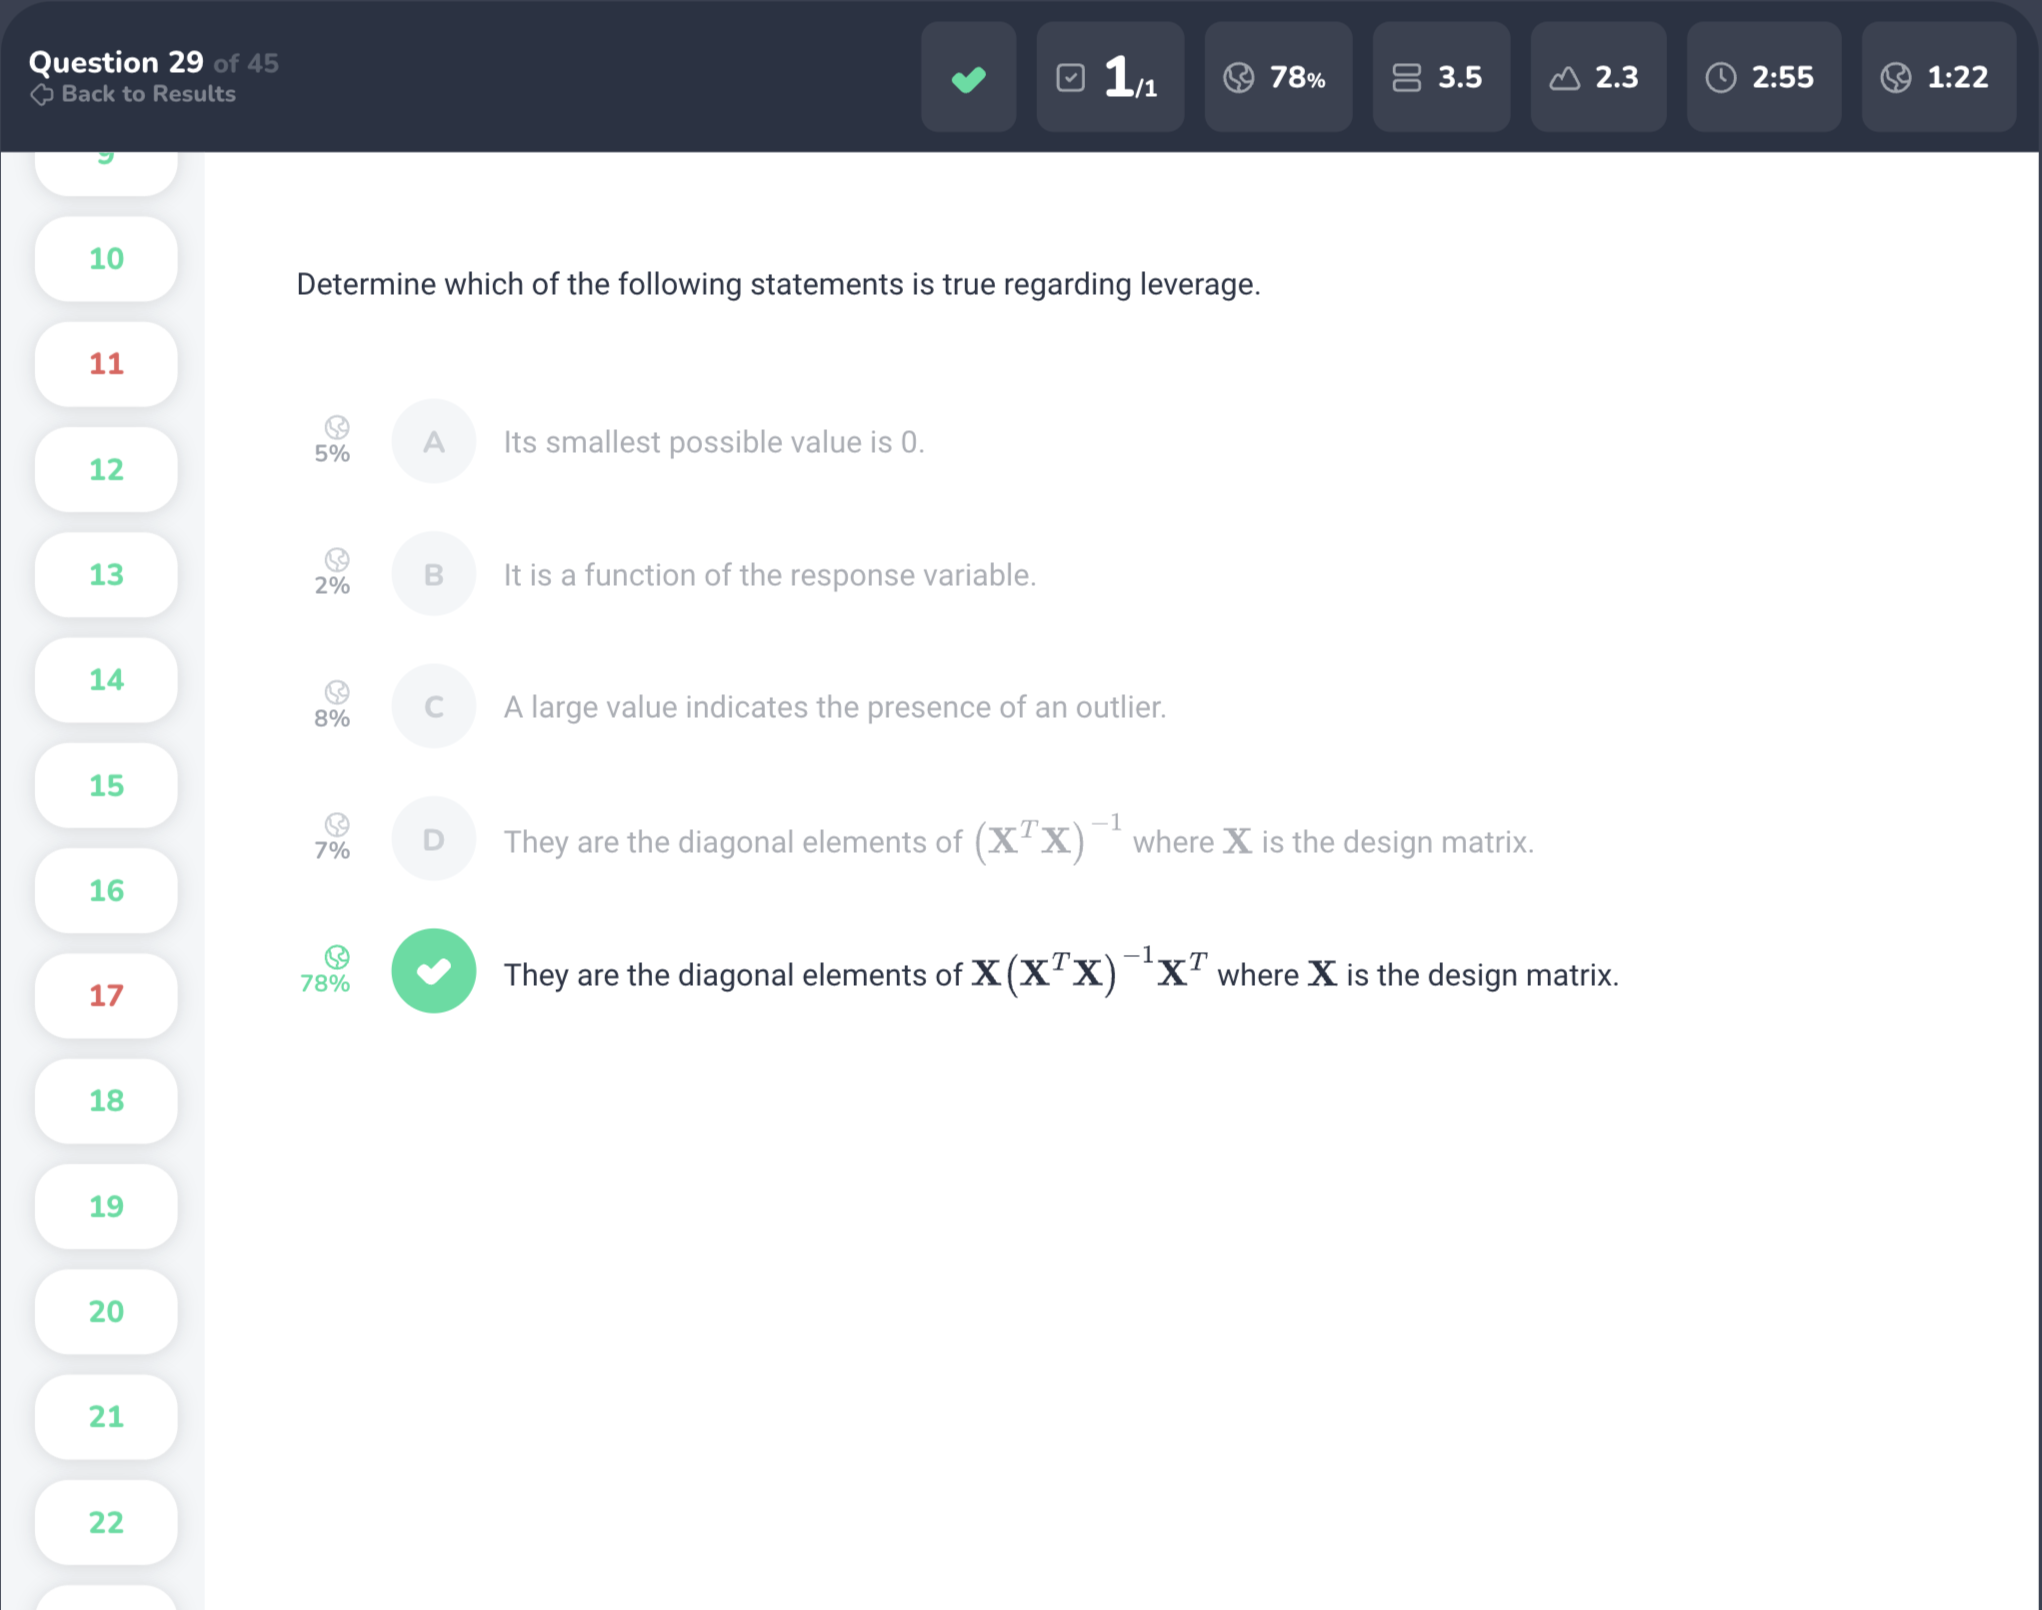 Question 29 of 45
Back to Results
1/1
78%
3.5
2.3
2:55
1:22
9
10
11
12
13
14
15
16
17
18
19
20
21
22
Determine which of the following statements is true regarding leverage.
5% A Its smallest possible value is 0.
2% B It is a function of the response variable.
8% C A large value indicates the presence of an outlier.
7% D They are the diagonal elements of (𝐗ᵀ𝐗)⁻¹ where 𝐗 is the design matrix.
78% They are the diagonal elements of 𝐗(𝐗ᵀ𝐗)⁻¹𝐗ᵀ where 𝐗 is the design matrix.